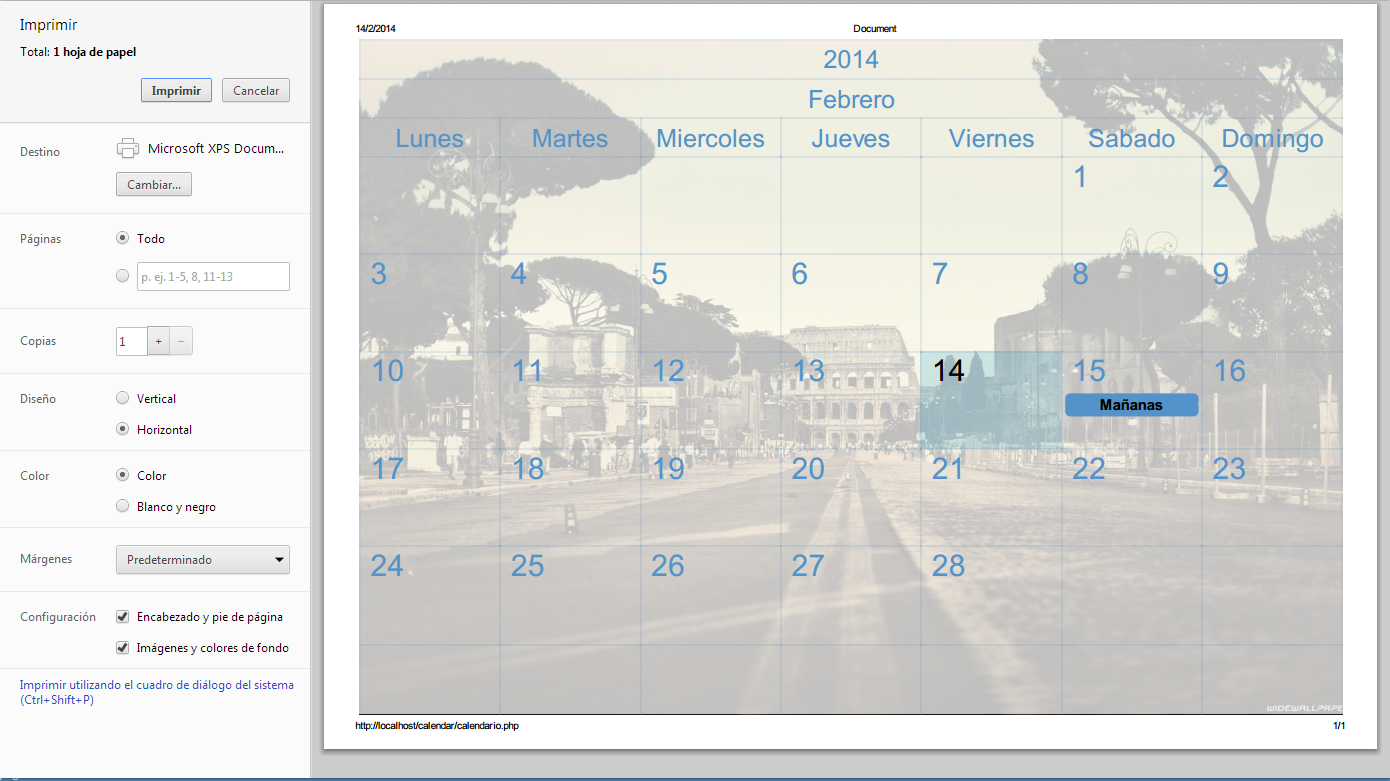 Imprimir
Total: 1 hoja de papel
Imprimir Cancelar
Destino Microsoft XPS Docum...
Cambiar...
Páginas Todo
p. ej. 1-5, 8, 11-13
Copias 1 + −
Diseño Vertical
Horizontal
Color Color
Blanco y negro
Márgenes Predeterminado
Configuración Encabezado y pie de página
Imágenes y colores de fondo
Imprimir utilizando el cuadro de diálogo del sistema
(Ctrl+Shift+P)
14/2/2014 Document
2014
Febrero
Lunes Martes Miercoles Jueves Viernes Sabado Domingo
1 2
3 4 5 6 7 8 9
10 11 12 13 14 15 16
Mañanas
17 18 19 20 21 22 23
24 25 26 27 28
WIDEWALLPAPE
http://localhost/calendar/calendario.php 1/1